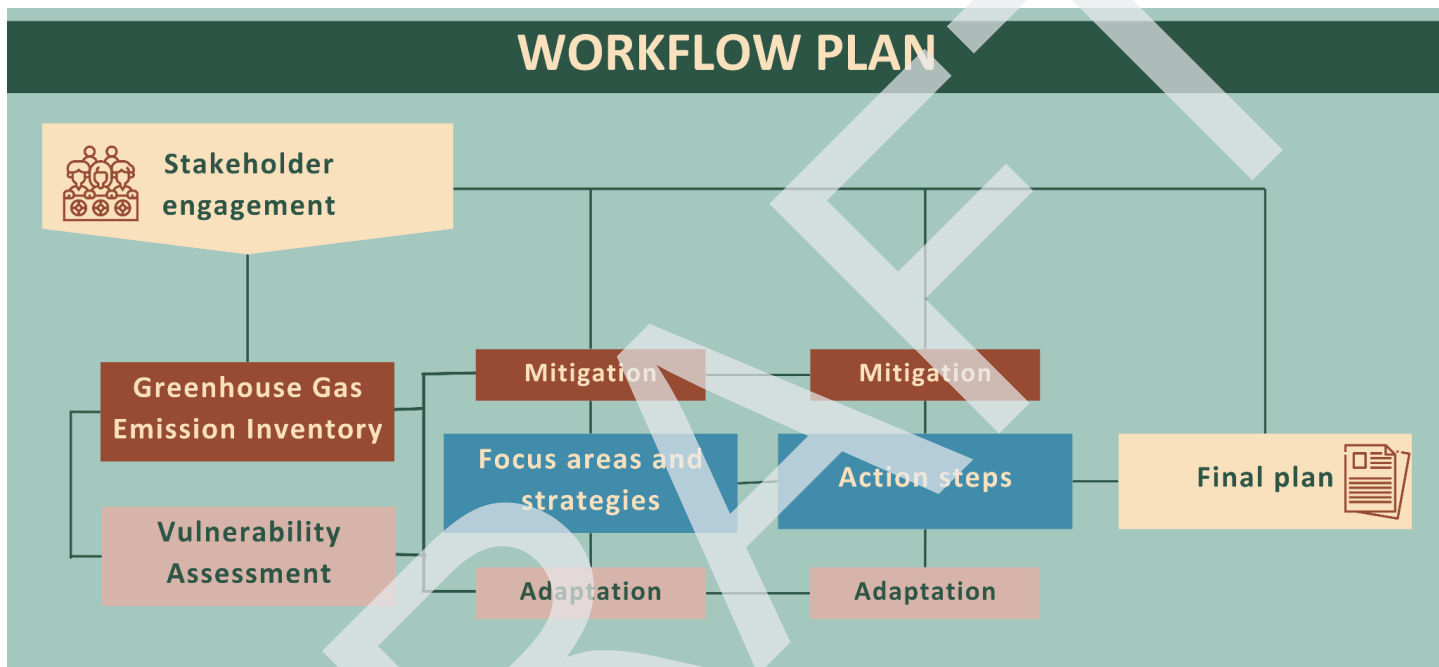 WORKFLOW PLAN
Stakeholder
engagement
Greenhouse Gas
Emission Inventory
Vulnerability
Assessment
Mitigation
Focus areas and
strategies
Adaptation
Mitigation
Action steps
Adaptation
Final plan
DRAFT